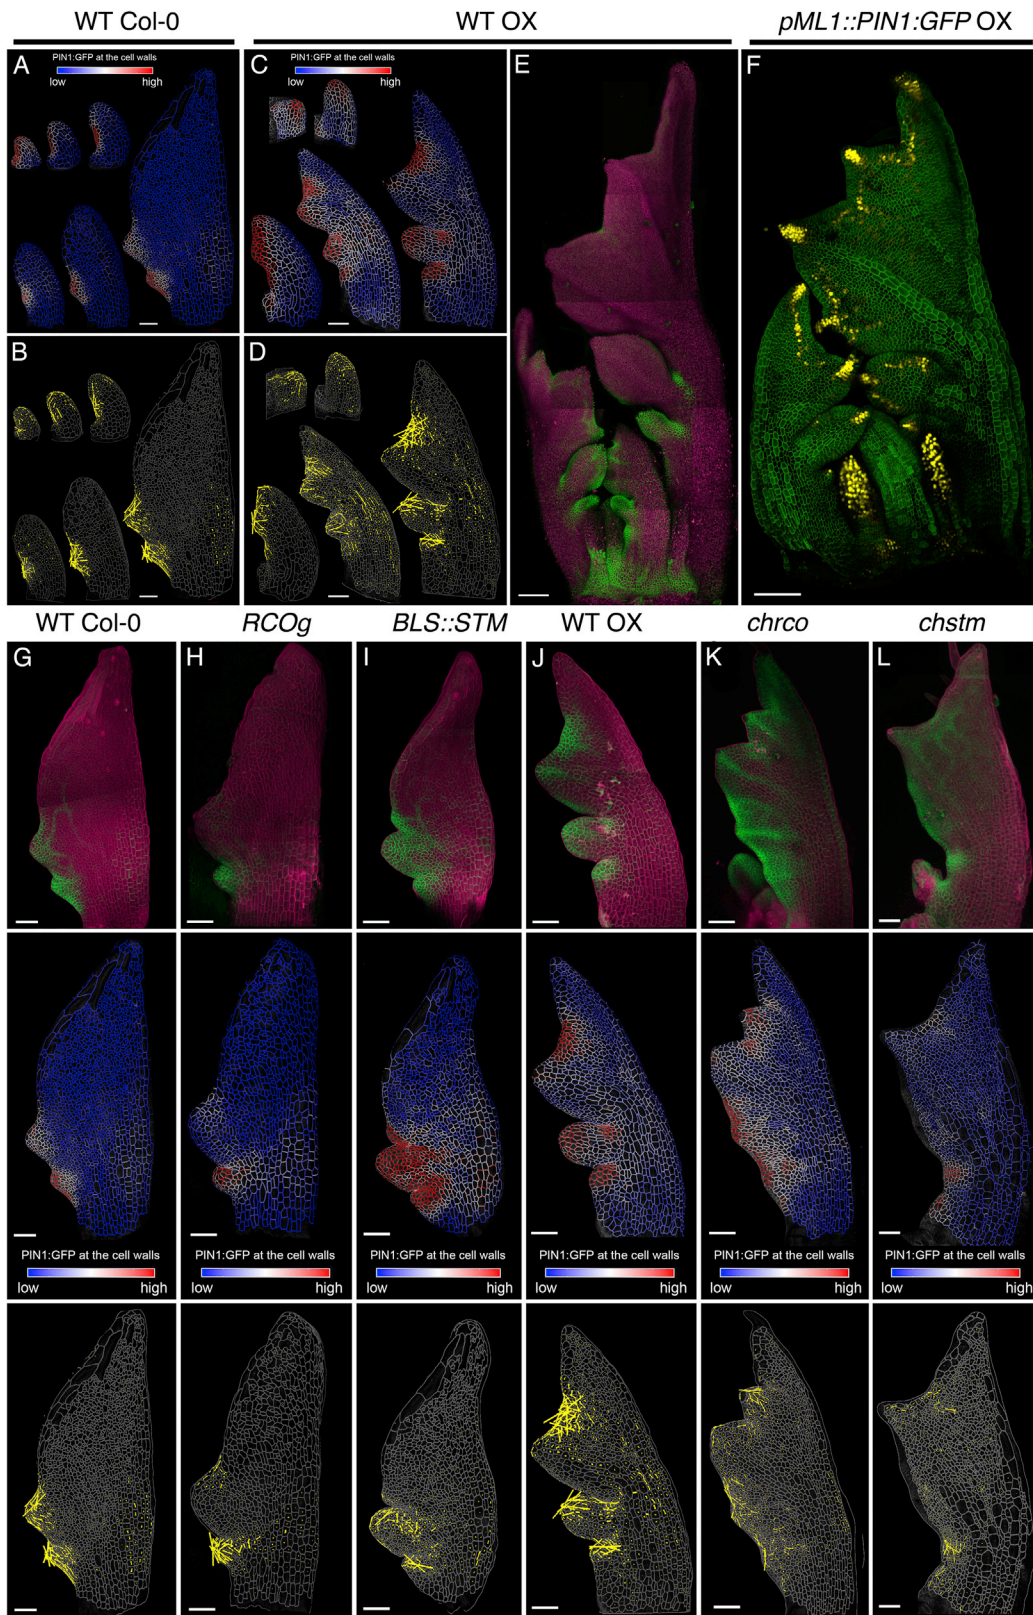 WT Col-0
WT OX
pML1::PIN1:GFP OX
A
PIN1:GFP at the cell walls
low high
C
PIN1:GFP at the cell walls
low high
E
F
B
D
WT Col-0
RCOg
BLS::STM
WT OX
chrco
chstm
G
H
I
J
K
L
PIN1:GFP at the cell walls
low high
PIN1:GFP at the cell walls
low high
PIN1:GFP at the cell walls
low high
PIN1:GFP at the cell walls
low high
PIN1:GFP at the cell walls
low high
PIN1:GFP at the cell walls
low high